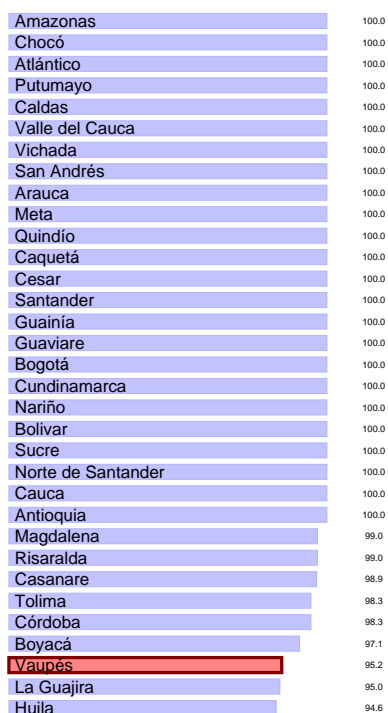 Amazonas 100.0
Chocó 100.0
Atlántico 100.0
Putumayo 100.0
Caldas 100.0
Valle del Cauca 100.0
Vichada 100.0
San Andrés 100.0
Arauca 100.0
Meta 100.0
Quindío 100.0
Caquetá 100.0
Cesar 100.0
Santander 100.0
Guainía 100.0
Guaviare 100.0
Bogotá 100.0
Cundinamarca 100.0
Nariño 100.0
Bolivar 100.0
Sucre 100.0
Norte de Santander 100.0
Cauca 100.0
Antioquia 100.0
Magdalena 99.0
Risaralda 99.0
Casanare 98.9
Tolima 98.3
Córdoba 98.3
Boyacá 97.1
Vaupés 95.2
La Guajira 95.0
Huila 94.6